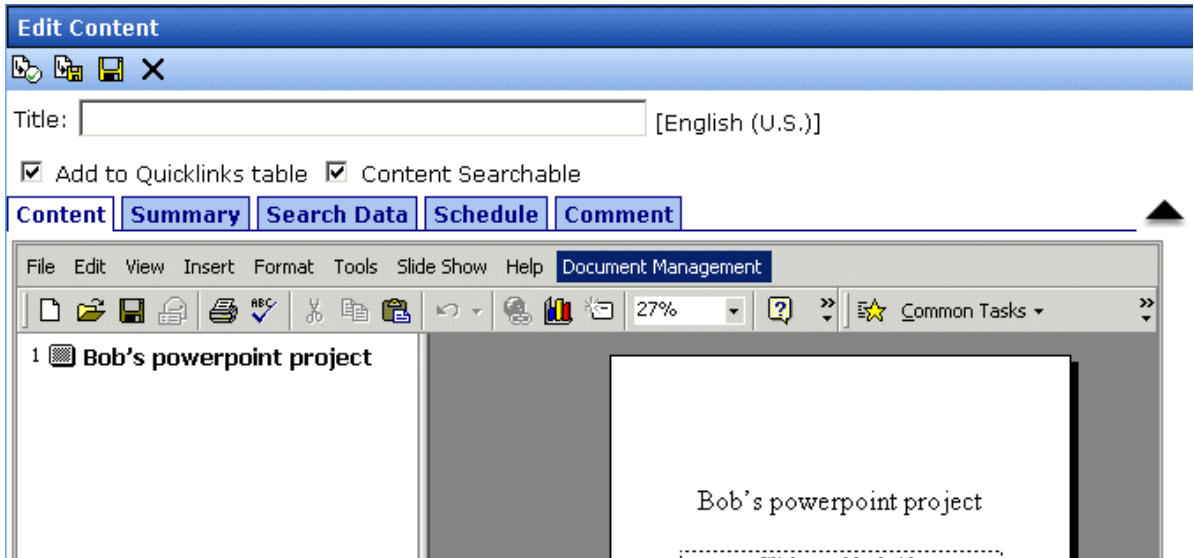 Edit Content
Title: [English (U.S.)]
Add to Quicklinks table Content Searchable
Content Summary Search Data Schedule Comment
File Edit View Insert Format Tools Slide Show Help Document Management
ABC 27% Common Tasks
1 Bob's powerpoint project
Bob's powerpoint project